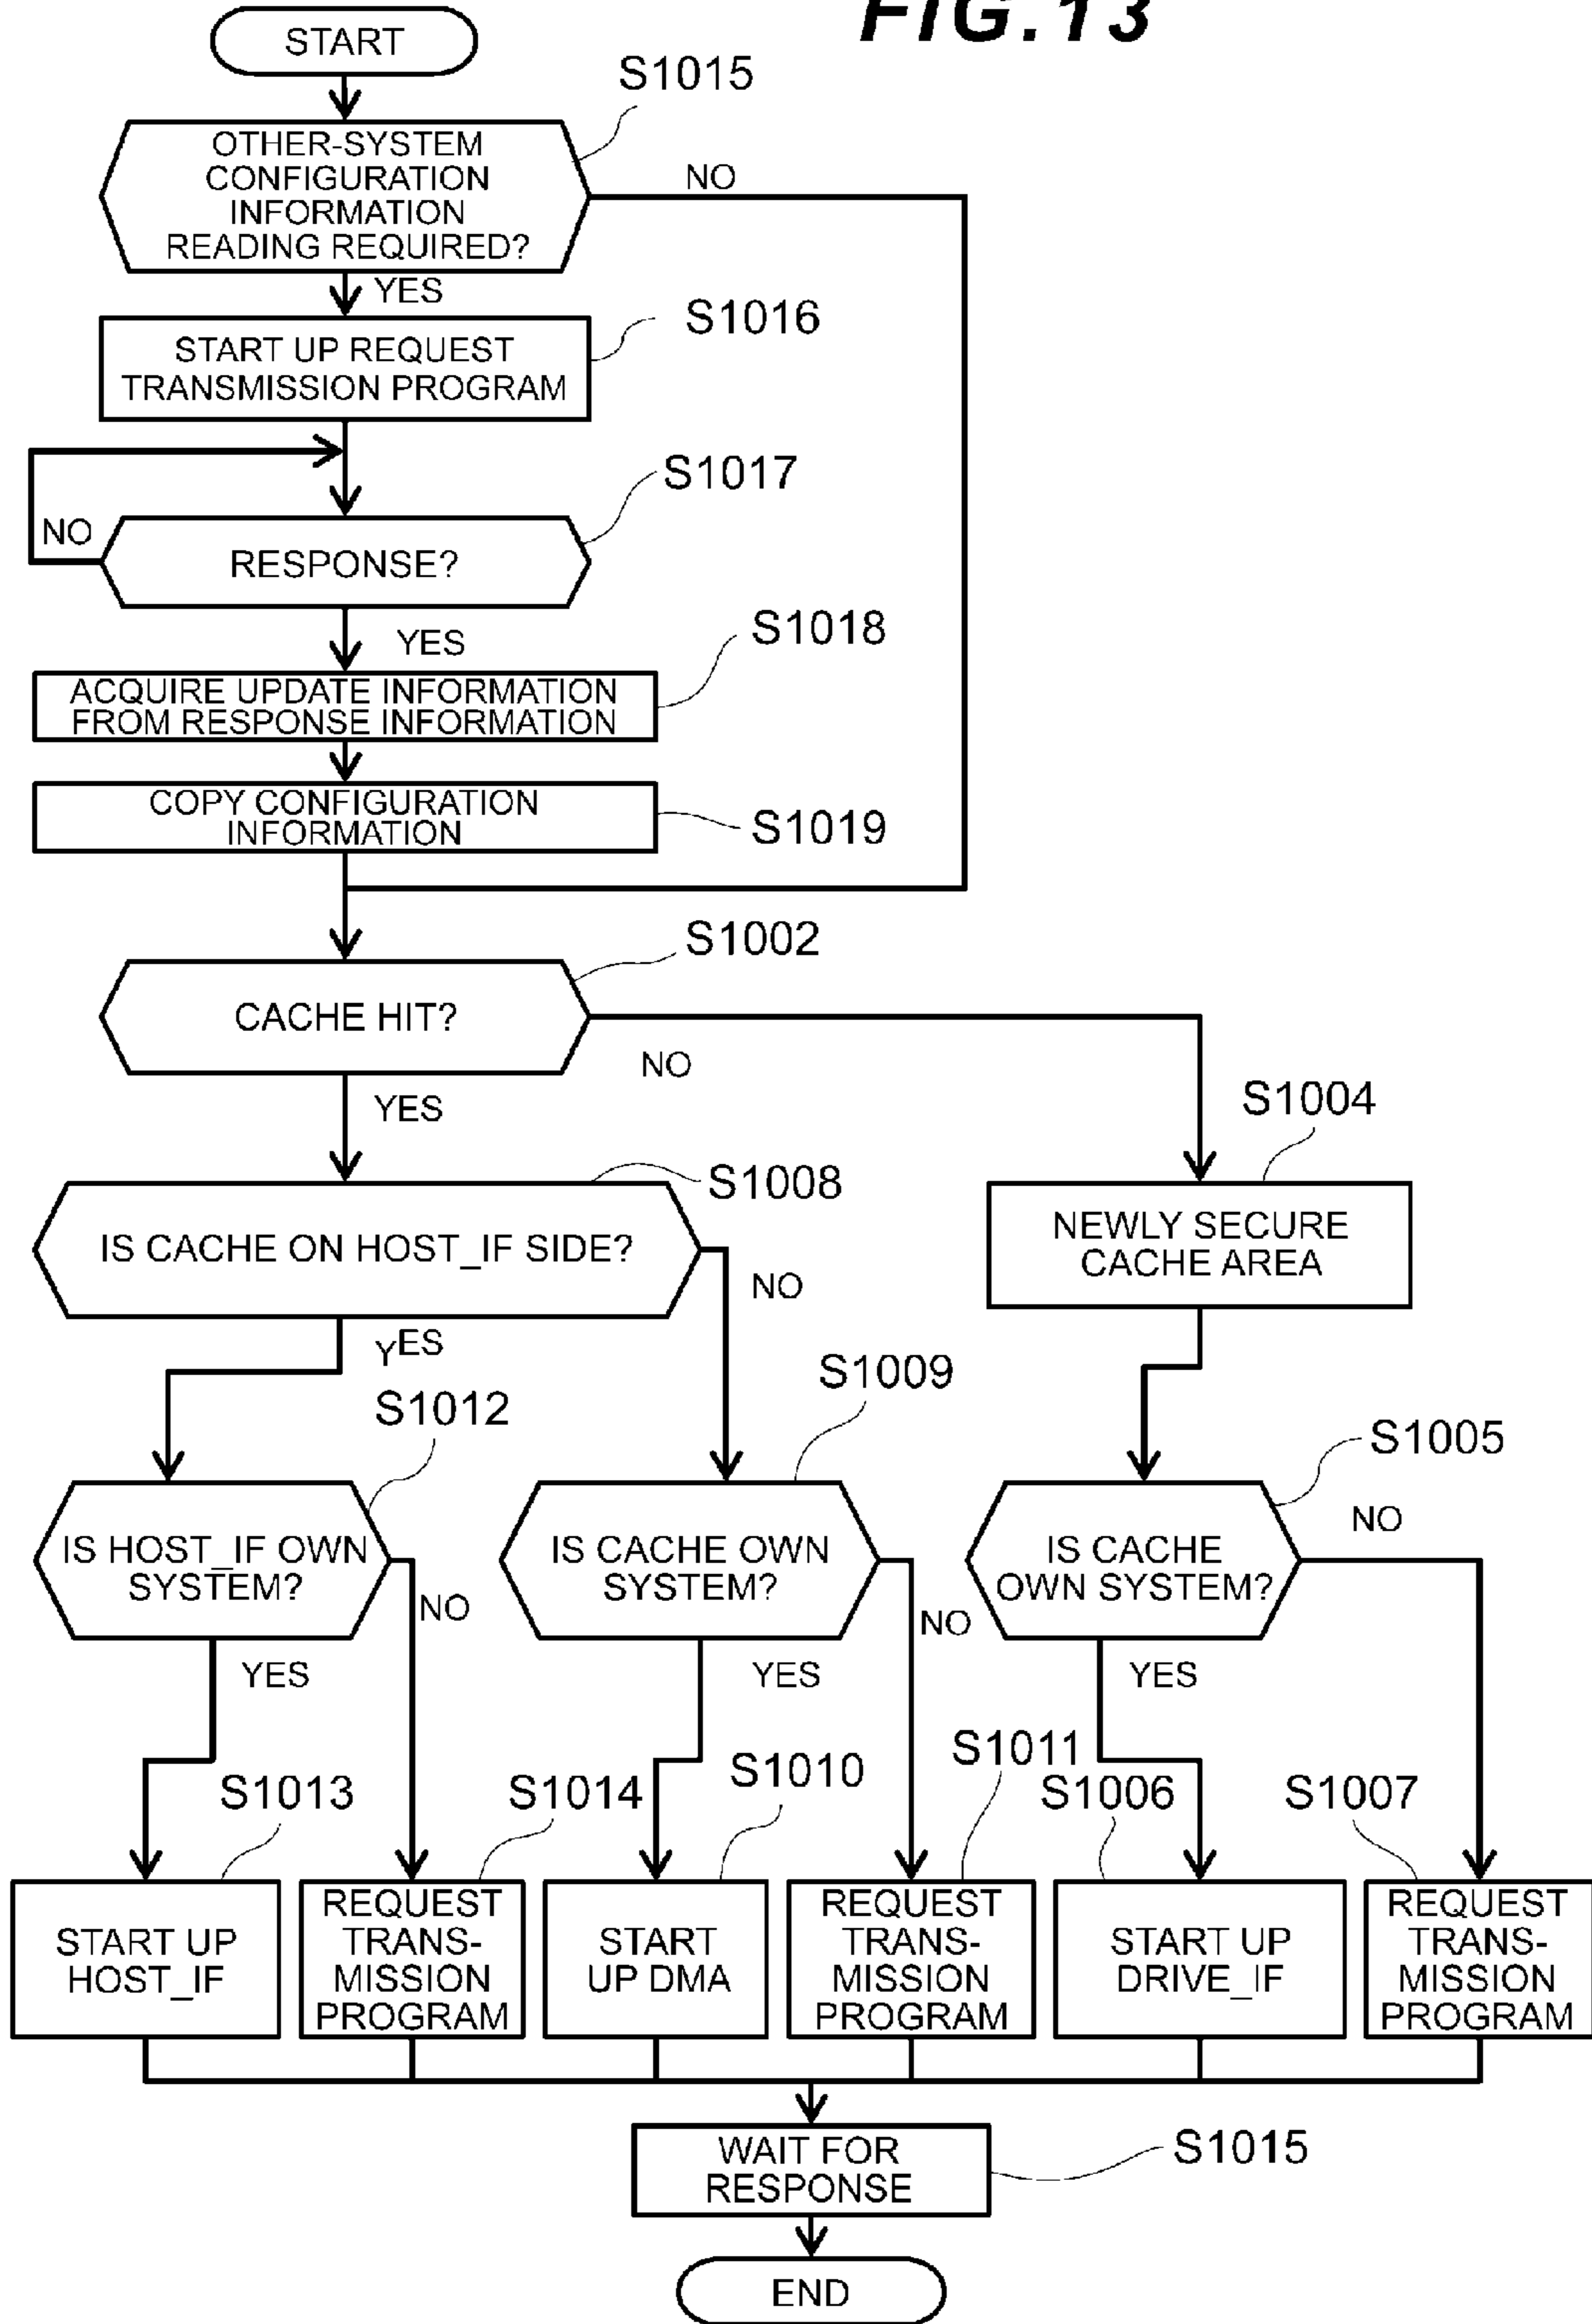 FIG.13
START
S1015
OTHER-SYSTEM
CONFIGURATION
INFORMATION
READING REQUIRED?
NO
YES
S1016
START UP REQUEST
TRANSMISSION PROGRAM
S1017
NO
RESPONSE?
YES
S1018
ACQUIRE UPDATE INFORMATION
FROM RESPONSE INFORMATION
COPY CONFIGURATION
INFORMATION
S1019
S1002
CACHE HIT?
NO
YES
S1004
S1008
IS CACHE ON HOST_IF SIDE?
NO
NEWLY SECURE
CACHE AREA
YES
S1009
S1012
S1005
IS HOST_IF OWN
SYSTEM?
NO
IS CACHE OWN
SYSTEM?
NO
IS CACHE
OWN SYSTEM?
NO
YES
YES
YES
S1013
S1014
S1010
S1011
S1006
S1007
START UP
HOST_IF
REQUEST
TRANS-
MISSION
PROGRAM
START
UP DMA
REQUEST
TRANS-
MISSION
PROGRAM
START UP
DRIVE_IF
REQUEST
TRANS-
MISSION
PROGRAM
WAIT FOR
RESPONSE
S1015
END